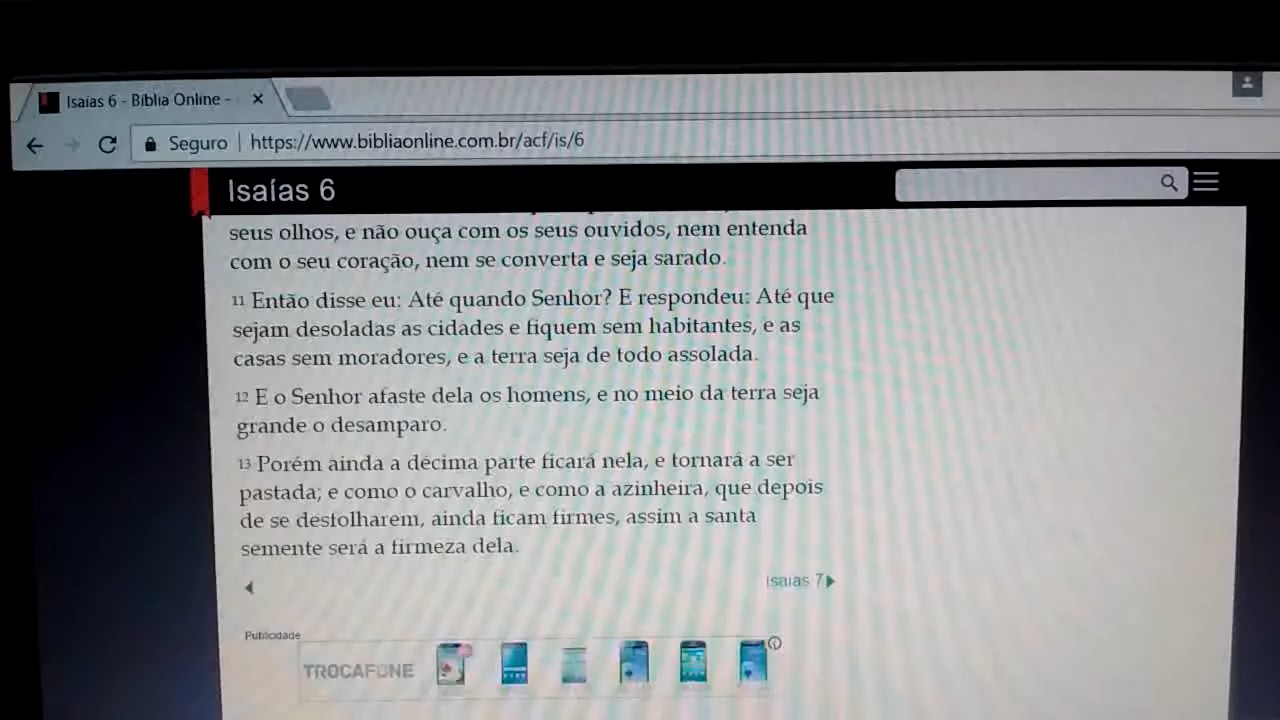 Isaías 6 - Bíblia Online -
Seguro | https://www.bibliaonline.com.br/acf/is/6
Isaías 6
seus olhos, e não ouça com os seus ouvidos, nem entenda
com o seu coração, nem se converta e seja sarado.
11 Então disse eu: Até quando Senhor? E respondeu: Até que
sejam desoladas as cidades e fiquem sem habitantes, e as
casas sem moradores, e a terra seja de todo assolada.
12 E o Senhor afaste dela os homens, e no meio da terra seja
grande o desamparo.
13 Porém ainda a décima parte ficará nela, e tornará a ser
pastada; e como o carvalho, e como a azinheira, que depois
de se desfolharem, ainda ficam firmes, assim a santa
semente será a firmeza dela.
Isaías 7
Publicidade
TROCAFONE